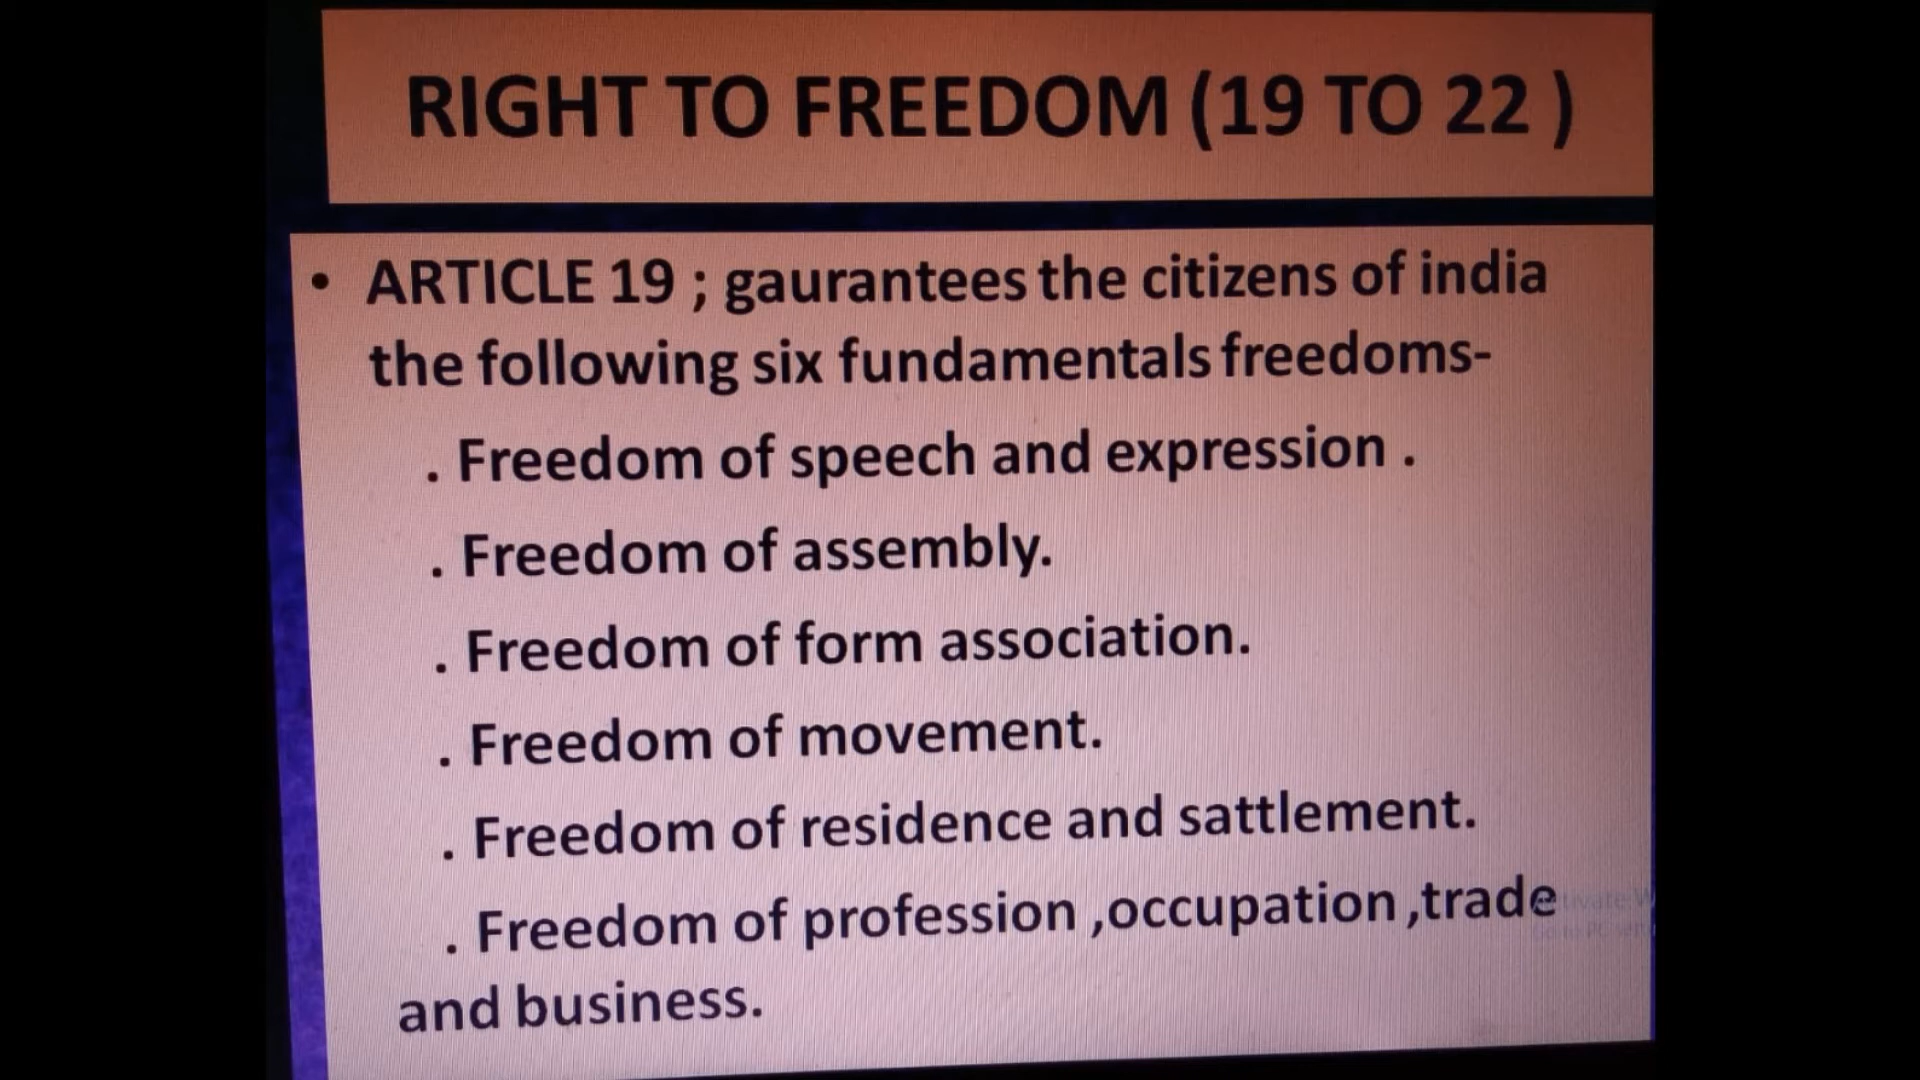 RIGHT TO FREEDOM (19 TO 22 )
• ARTICLE 19 ; gaurantees the citizens of india
the following six fundamentals freedoms-
. Freedom of speech and expression .
. Freedom of assembly.
. Freedom of form association.
. Freedom of movement.
. Freedom of residence and sattlement.
. Freedom of profession ,occupation ,trade
and business.